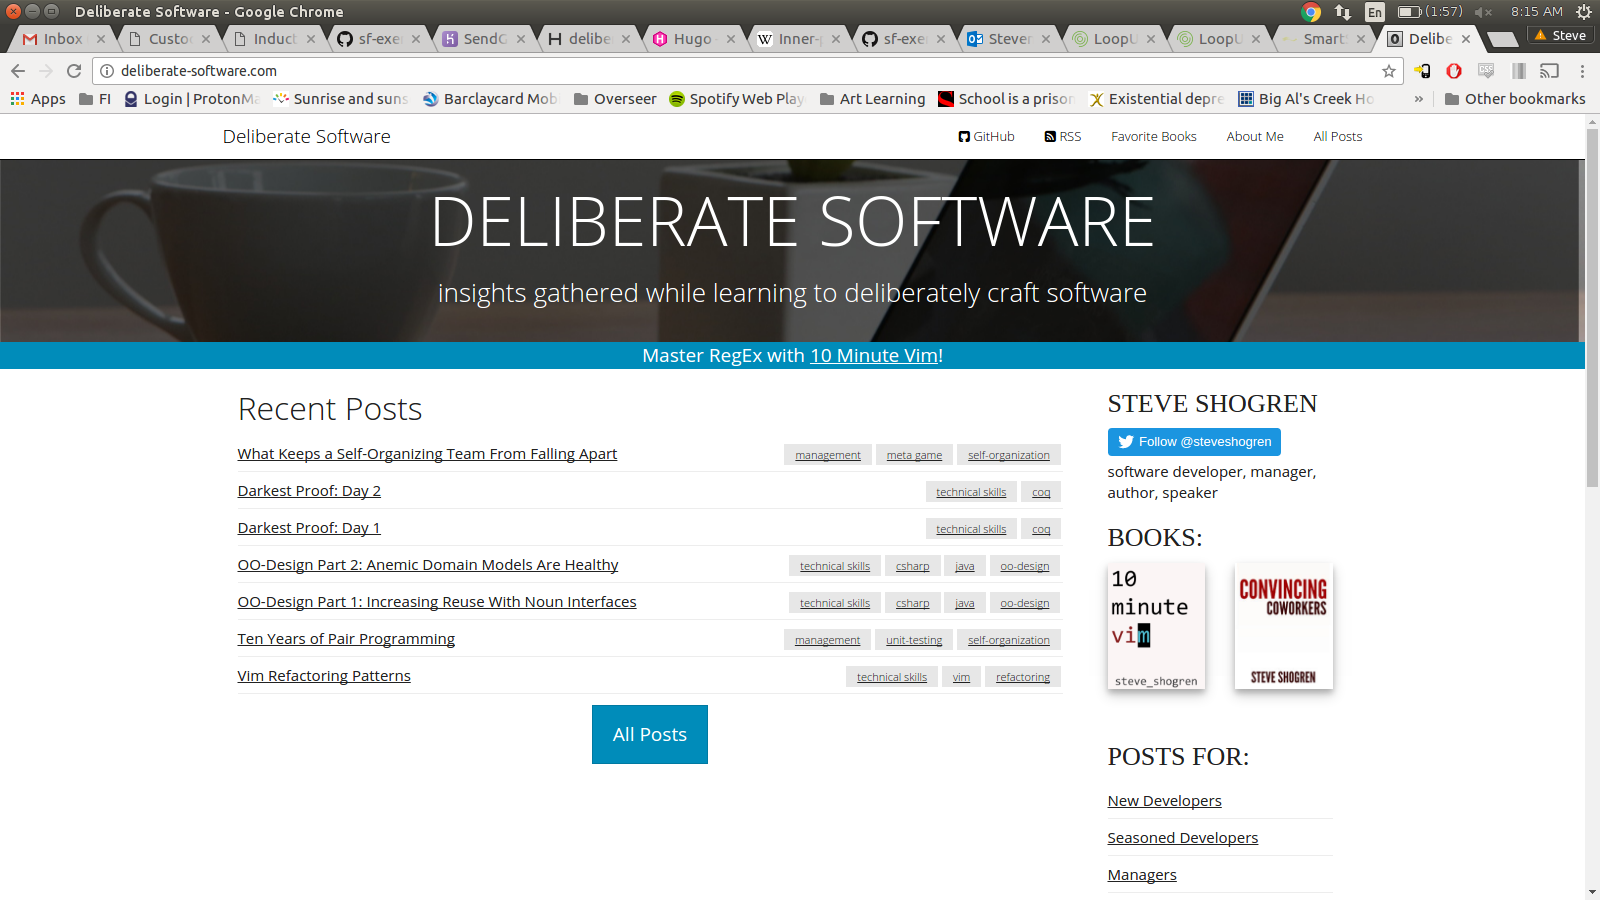 Deliberate Software - Google Chrome
En
(1:57)
8:15 AM
Inbox
Custo
Induct
sf-exe
SendG
delibe
Hugo
Inner-
sf-exe
Steve
LoopU
LoopU
Smart
Delibe
Steve
deliberate-software.com
Apps
FI
Login | ProtonMa
Sunrise and suns
Barclaycard Mob
Overseer
Spotify Web Play
Art Learning
School is a prison
Existential depre
Big Al's Creek Ho
»
Other bookmarks
Deliberate Software
GitHub
RSS
Favorite Books
About Me
All Posts
DELIBERATE SOFTWARE
insights gathered while learning to deliberately craft software
Master RegEx with 10 Minute Vim!
Recent Posts
What Keeps a Self-Organizing Team From Falling Apart management meta game self-organization
Darkest Proof: Day 2 technical skills coq
Darkest Proof: Day 1 technical skills coq
OO-Design Part 2: Anemic Domain Models Are Healthy technical skills csharp java oo-design
OO-Design Part 1: Increasing Reuse With Noun Interfaces technical skills csharp java oo-design
Ten Years of Pair Programming management unit-testing self-organization
Vim Refactoring Patterns technical skills vim refactoring
All Posts
STEVE SHOGREN
Follow @steveshogren
software developer, manager,
author, speaker
BOOKS:
10
minute
vim
steve_shogren
CONVINCING
COWORKERS
STEVE SHOGREN
POSTS FOR:
New Developers
Seasoned Developers
Managers